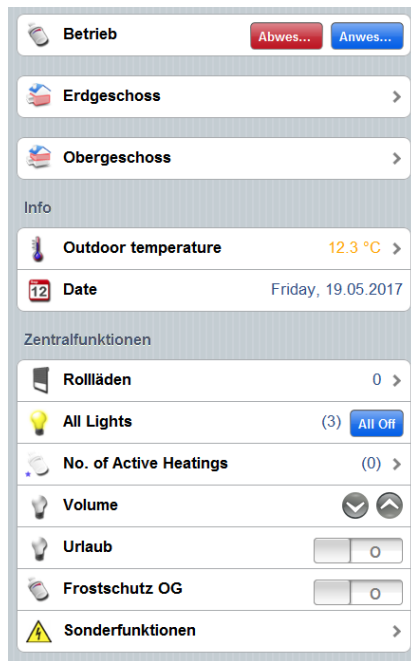 Betrieb Abwes... Anwes...
Erdgeschoss
Obergeschoss
Info
Outdoor temperature 12.3 °C
12 Date Friday, 19.05.2017
Zentralfunktionen
Rollläden 0
All Lights (3) All Off
No. of Active Heatings (0)
Volume
Urlaub O
Frostschutz OG O
Sonderfunktionen